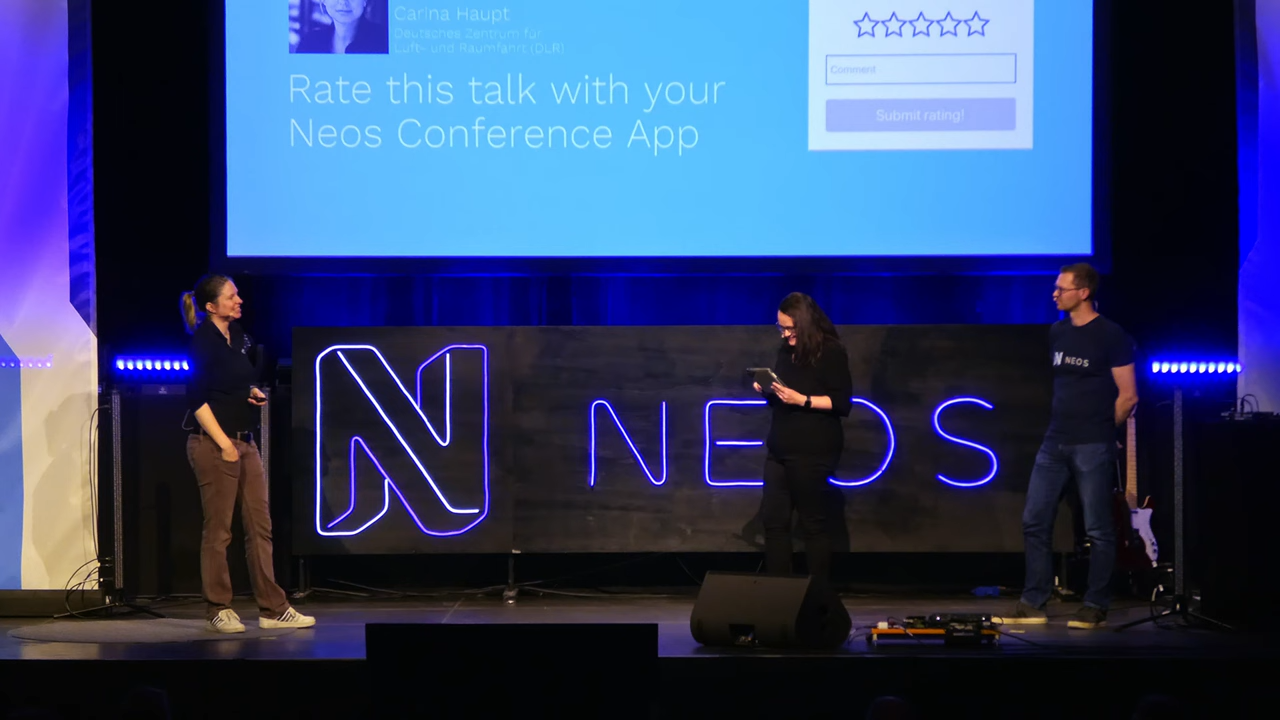 Carina Haupt
Deutsches Zentrum für
Luft- und Raumfahrt (DLR)
Rate this talk with your
Neos Conference App
Comment
Submit rating!
NEOS
NEOS